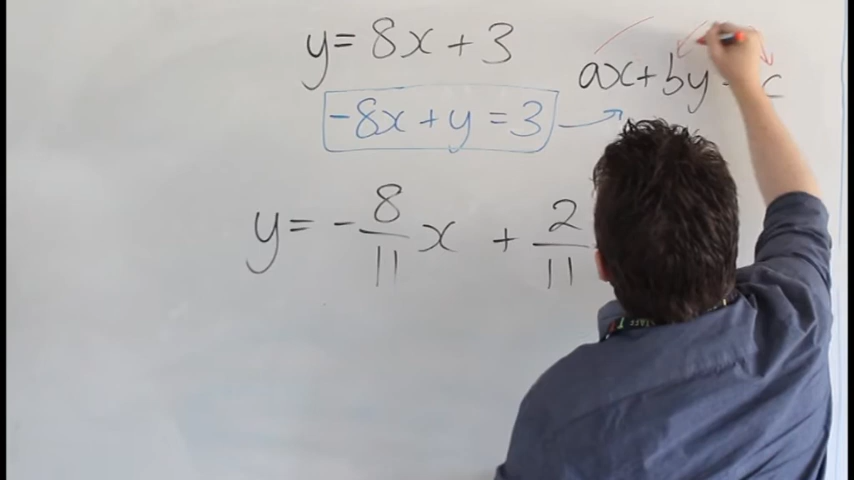 y = 8x + 3
ax + by = c
-8x + y = 3
y = - 8/11 x + 2/11